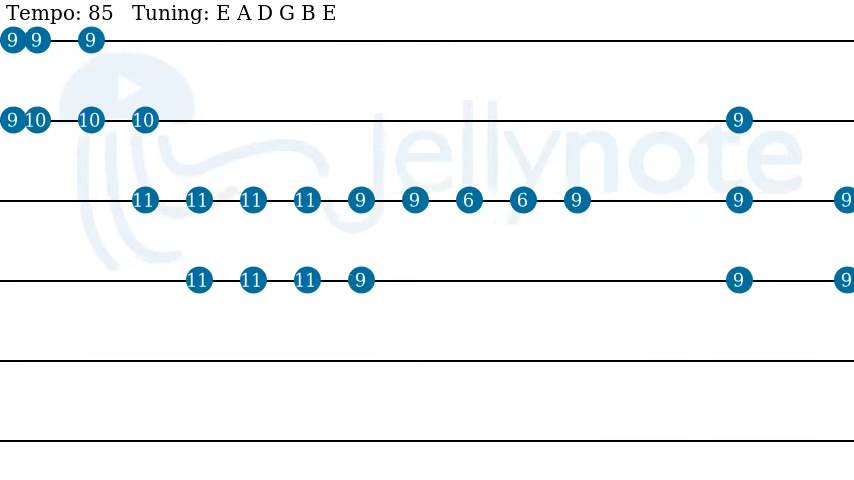 Tempo: 85 Tuning: E A D G B E
9 9 9
9 10 10 10 9
jellynote
11 11 11 11 9 9 6 6 9 9 9
11 11 11 9 9 9